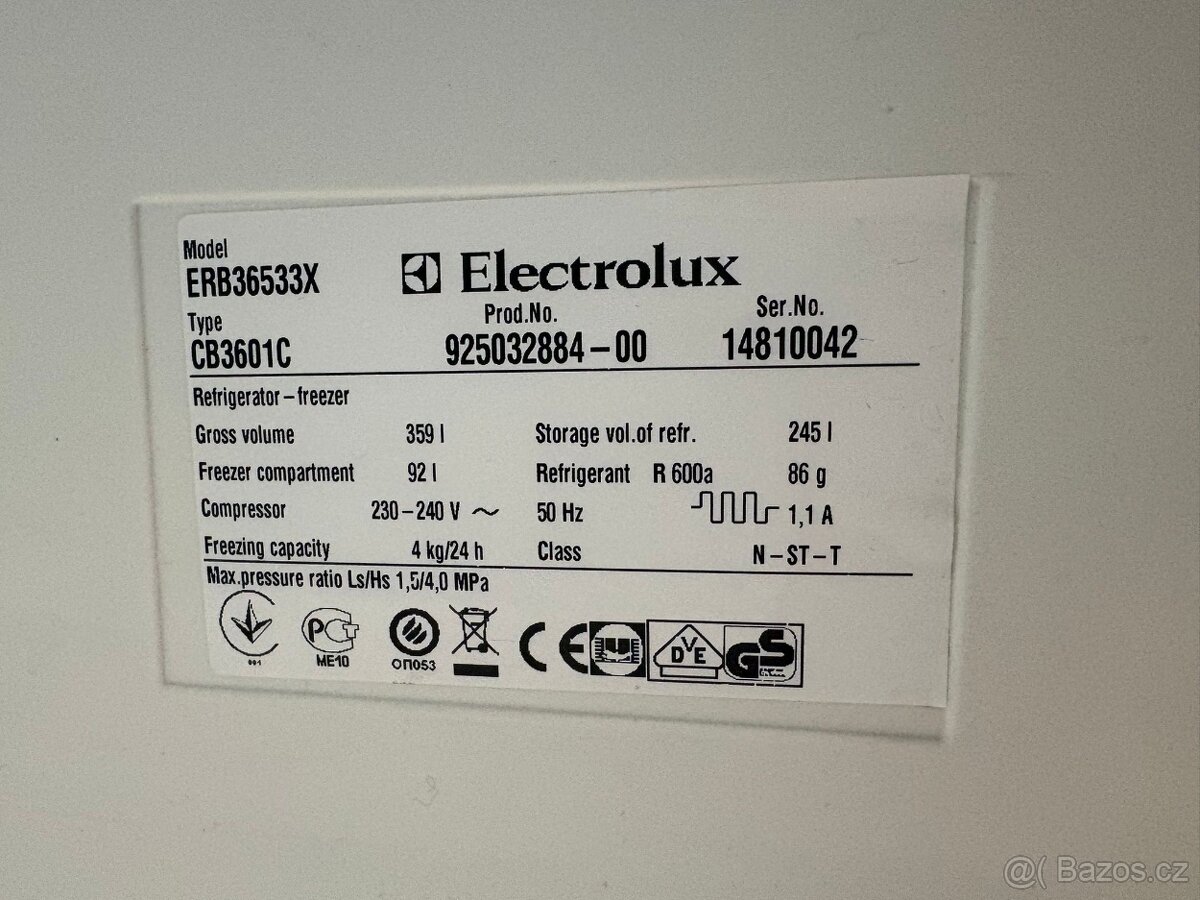 Model
ERB36533X
Electrolux
Type
CB3601C
Prod.No.
925032884-00
Ser.No.
14810042
Refrigerator-freezer
Gross volume 359 l Storage vol.of refr. 245 l
Freezer compartment 92 l Refrigerant R 600a 86 g
Compressor 230-240 V ~ 50 Hz 1,1 A
Freezing capacity 4 kg/24 h Class N-ST-T
Max.pressure ratio Ls/Hs 1,5/4,0 MPa
001
РСТ
ME10
ОП053
CE
VDE
GS
@( Bazos.cz